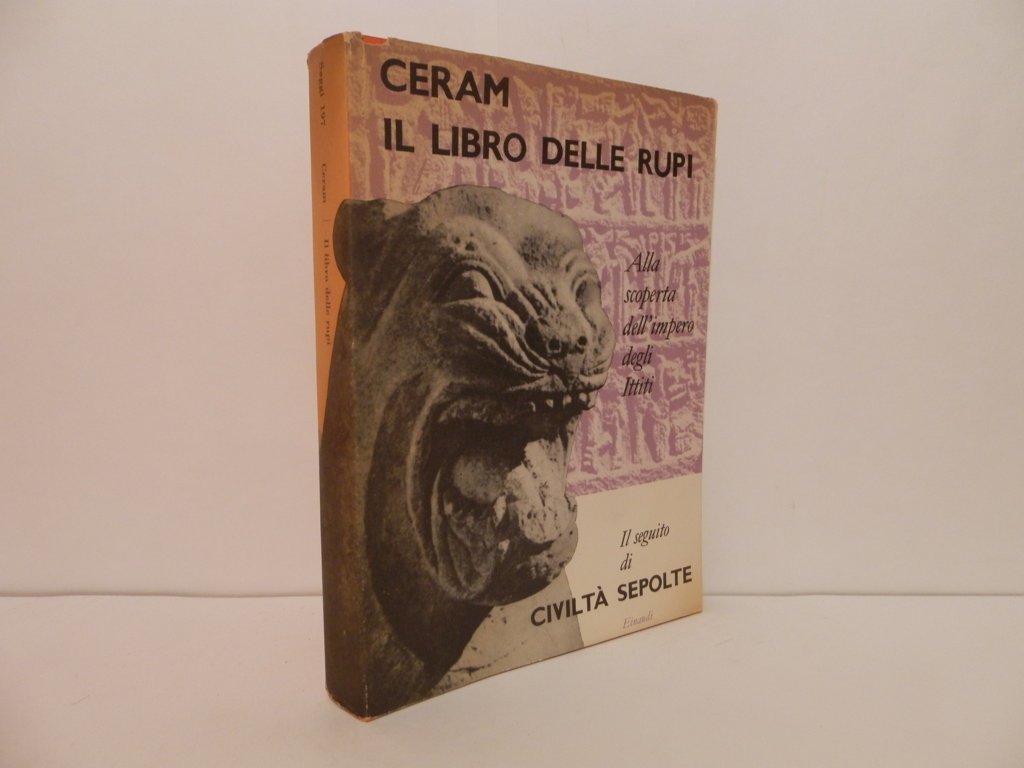 Saggi 197
Ceram | Il libro delle rupi
CERAM
IL LIBRO DELLE RUPI
Alla
scoperta
dell'impero
degli
Ittiti
Il seguito
di
CIVILTÀ SEPOLTE
Einaudi